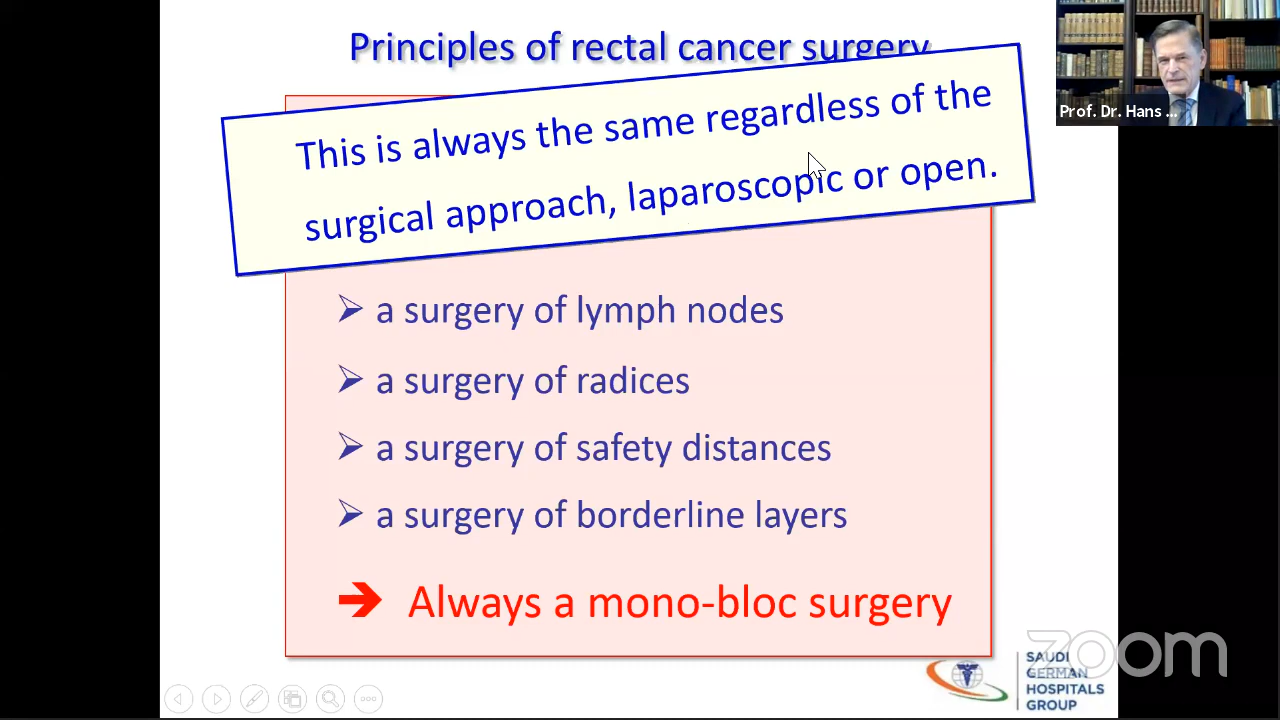 Principles of rectal cancer surgery
This is always the same regardless of the
surgical approach, laparoscopic or open.
➢ a surgery of lymph nodes
➢ a surgery of radices
➢ a surgery of safety distances
➢ a surgery of borderline layers
➔ Always a mono-bloc surgery
Prof. Dr. Hans ...
zoom
SAUDI
GERMAN
HOSPITALS
GROUP